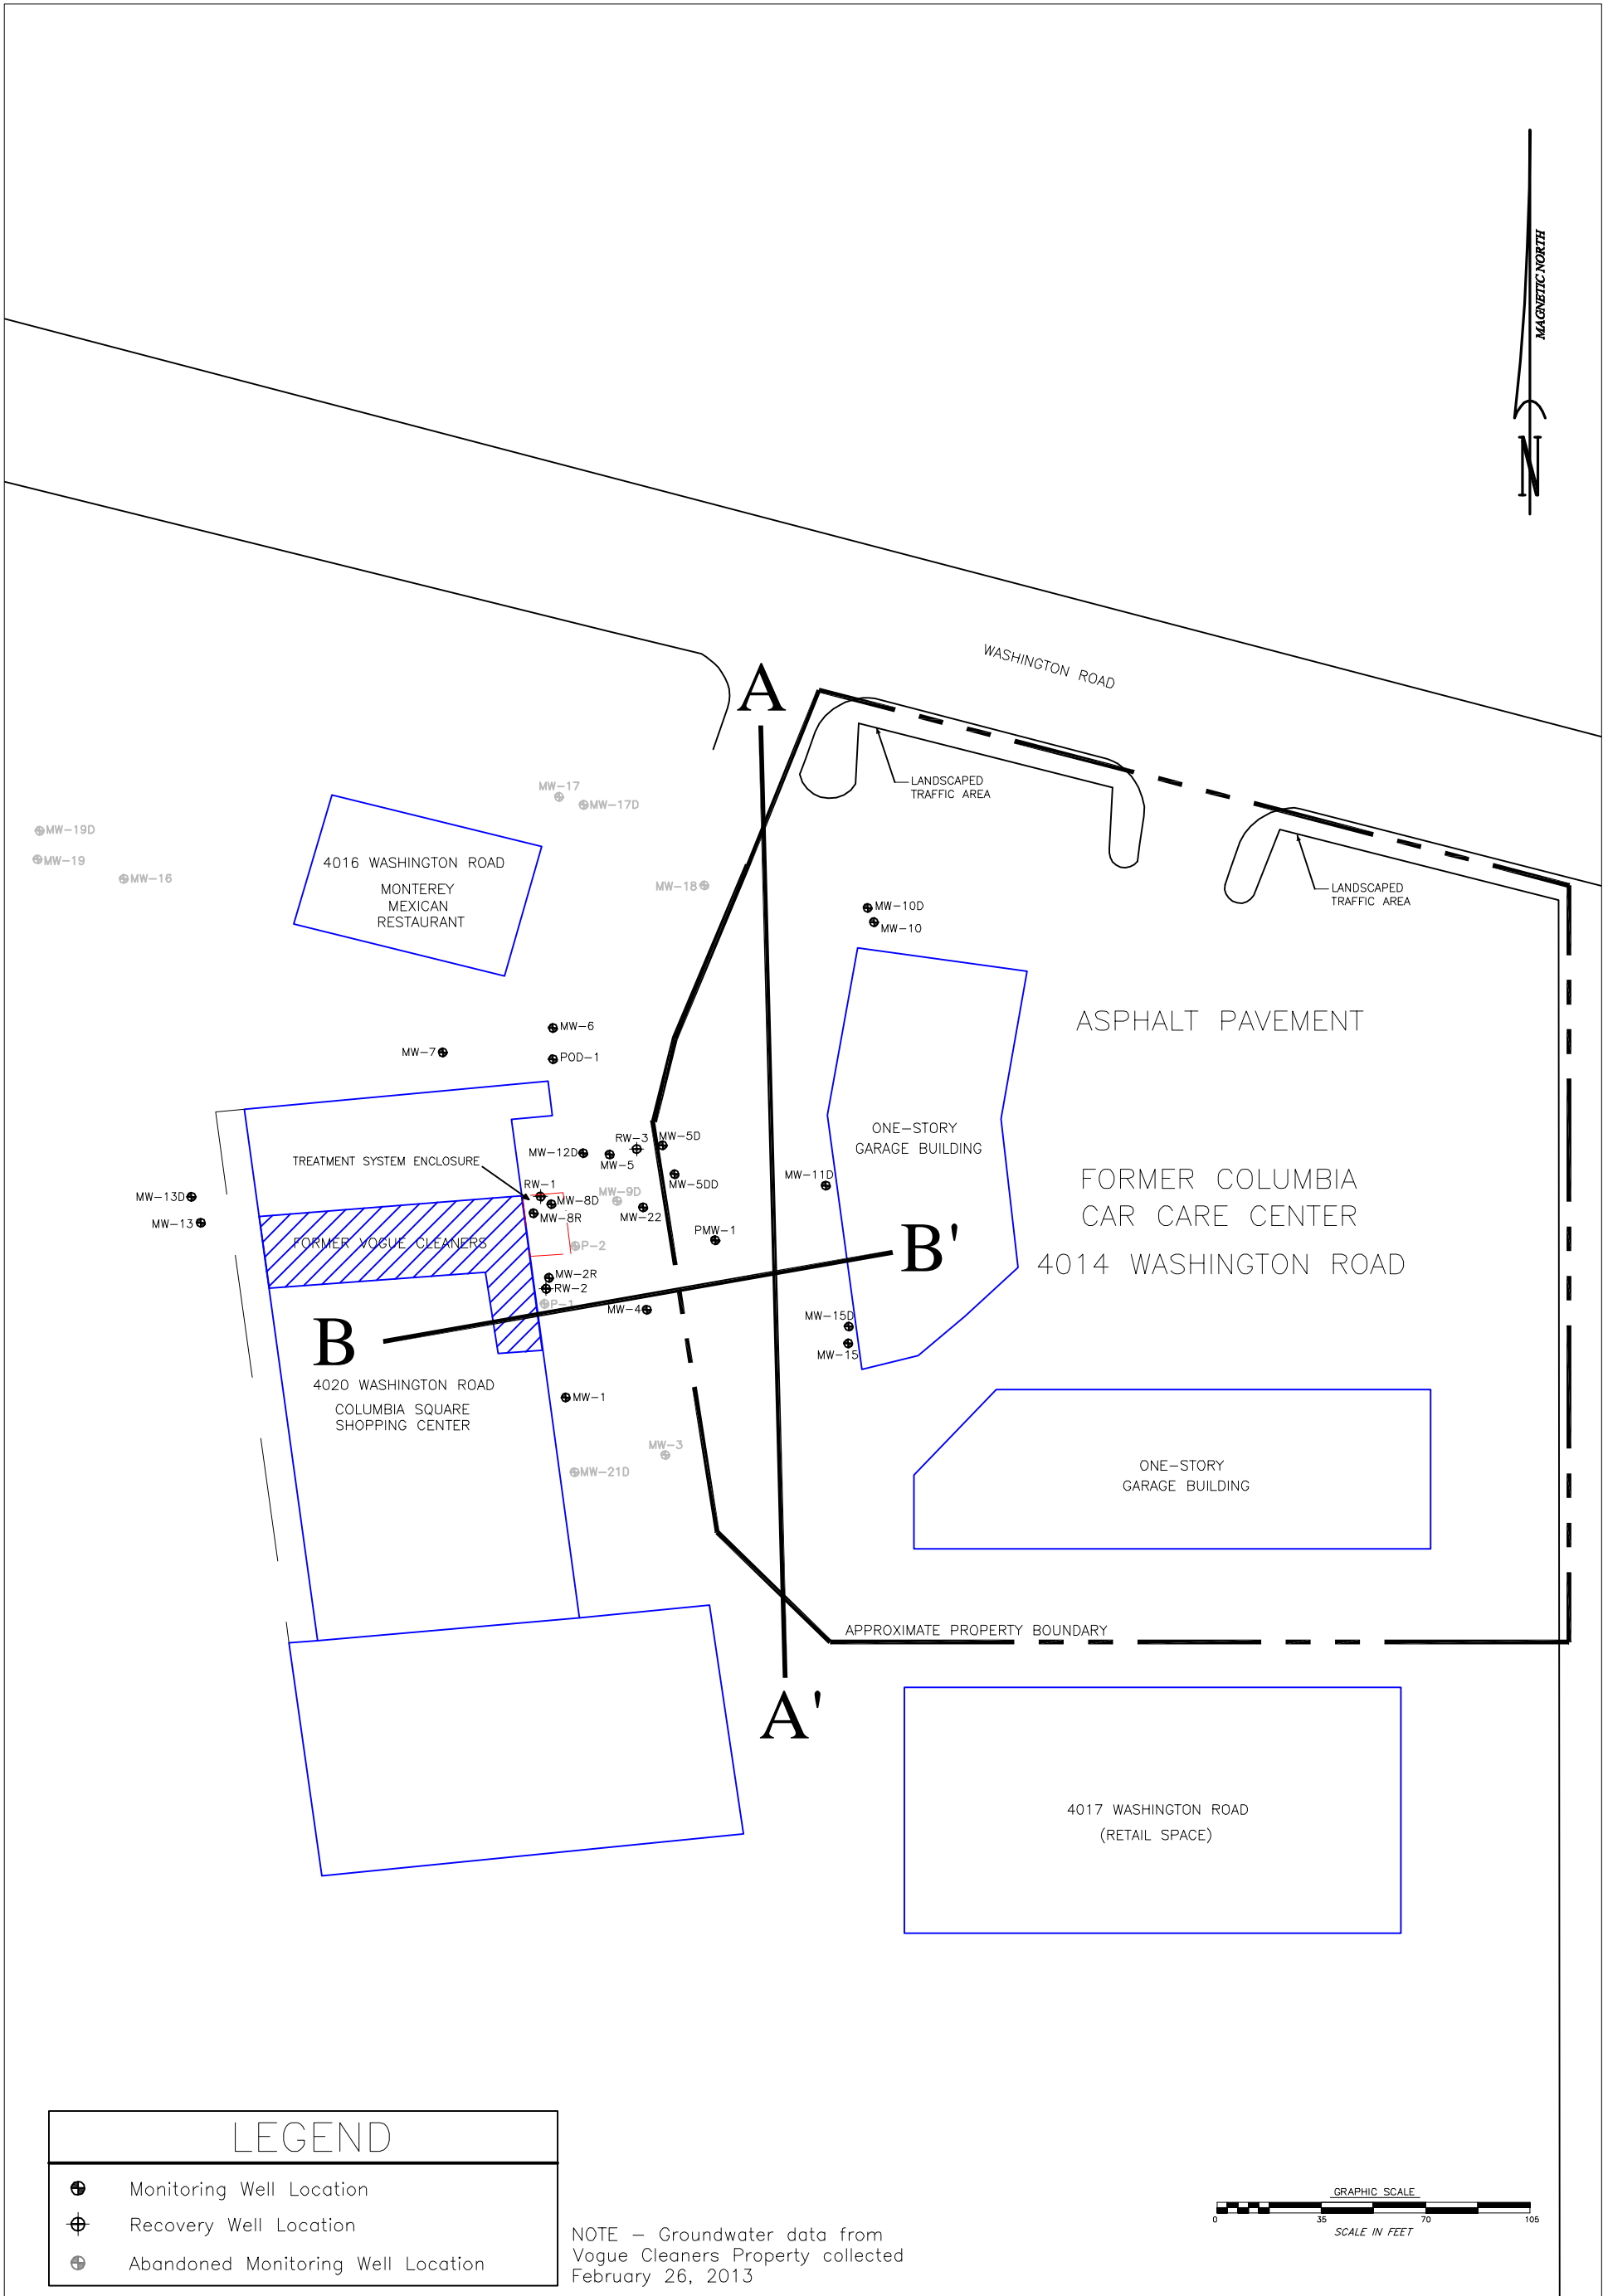 MAGNETIC NORTH
N
WASHINGTON ROAD
A
LANDSCAPED
TRAFFIC AREA
MW-17
MW-17D
MW-19D
MW-19
MW-16
4016 WASHINGTON ROAD
MONTEREY
MEXICAN
RESTAURANT
MW-18
LANDSCAPED
TRAFFIC AREA
MW-10D
MW-10
ASPHALT PAVEMENT
MW-6
MW-7
POD-1
ONE-STORY
GARAGE BUILDING
RW-3
MW-5D
MW-12D
MW-5
TREATMENT SYSTEM ENCLOSURE
MW-5DD
MW-11D
FORMER COLUMBIA
CAR CARE CENTER
4014 WASHINGTON ROAD
RW-1
MW-9D
MW-13D
MW-8D
MW-13
MW-8R
MW-22
PMW-1
FORMER VOGUE CLEANERS
P-2
B'
MW-2R
RW-2
P-1
MW-4
MW-15D
MW-15
B
4020 WASHINGTON ROAD
COLUMBIA SQUARE
SHOPPING CENTER
MW-1
MW-3
MW-21D
ONE-STORY
GARAGE BUILDING
APPROXIMATE PROPERTY BOUNDARY
A'
4017 WASHINGTON ROAD
(RETAIL SPACE)
LEGEND
Monitoring Well Location
Recovery Well Location
Abandoned Monitoring Well Location
NOTE – Groundwater data from
Vogue Cleaners Property collected
February 26, 2013
GRAPHIC SCALE
0 35 70 105
SCALE IN FEET